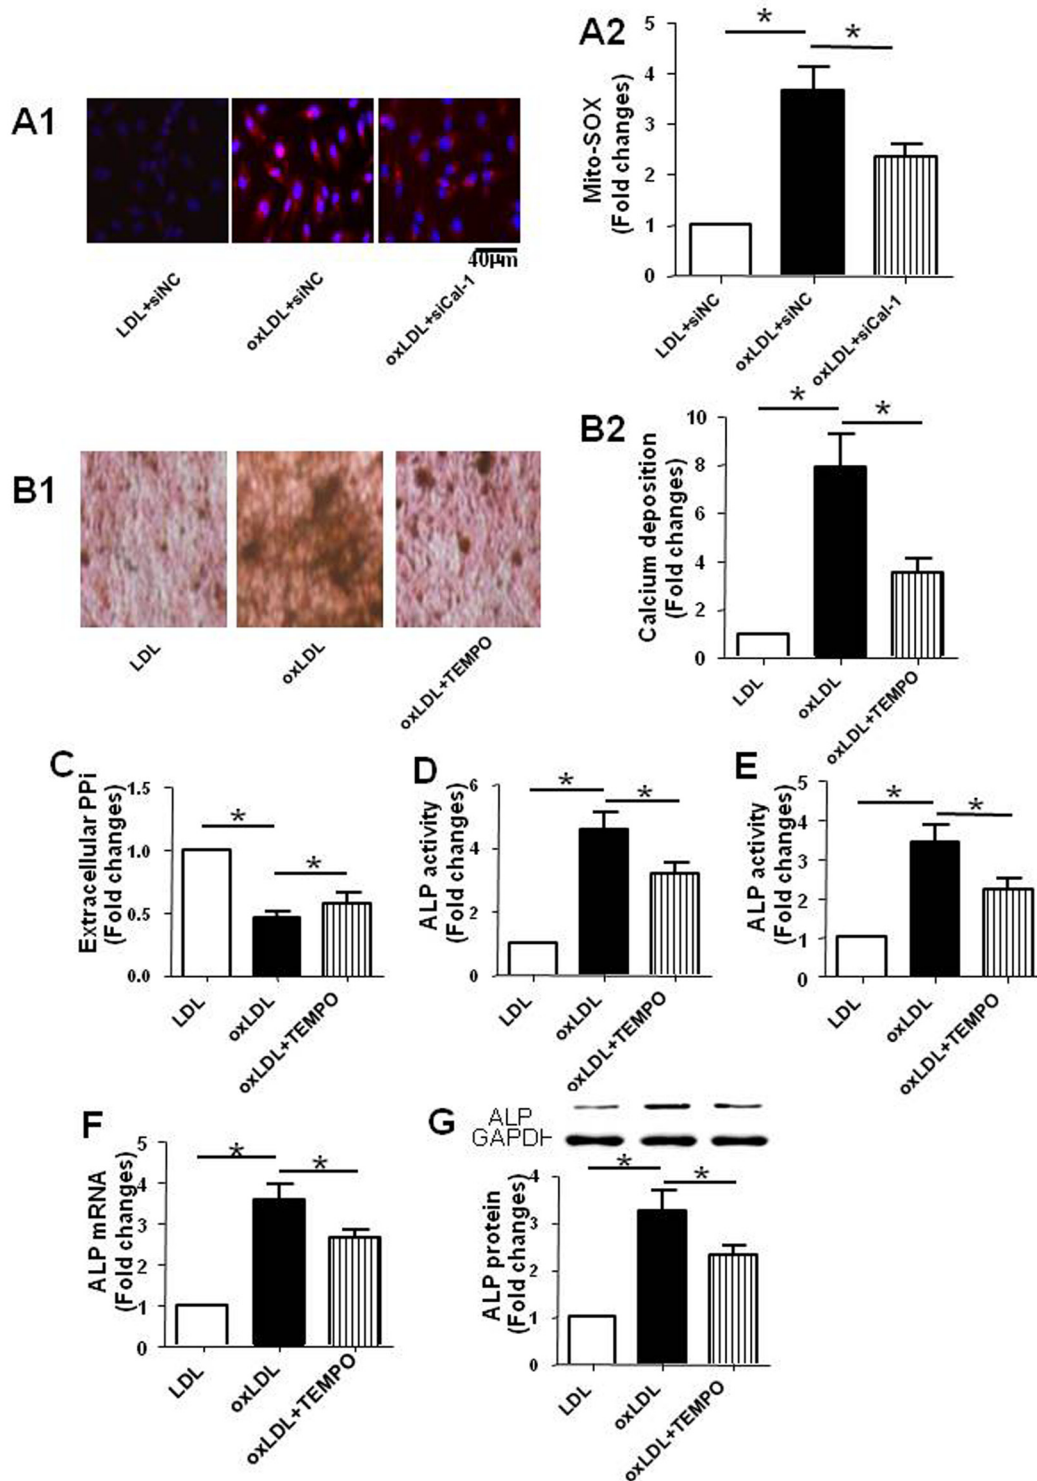 A1
LDL+siNC
oxLDL+siNC
oxLDL+siCal-1
40μm
A2
Mito-SOX
(Fold changes)
5
4
3
2
1
0
*
*
LDL+siNC
oxLDL+siNC
oxLDL+siCal-1
B1
LDL
oxLDL
oxLDL+TEMPO
B2
Calcium deposition
(Fold changes)
10
8
6
4
2
0
*
*
LDL
oxLDL
oxLDL+TEMPO
C
Extracellular PPi
(Fold changes)
1.5
1.0
0.5
0.0
*
*
LDL
oxLDL
oxLDL+TEMPO
D
ALP activity
(Fold changes)
6
4
2
0
*
*
LDL
oxLDL
oxLDL+TEMPO
E
ALP activity
(Fold changes)
5
4
3
2
1
0
*
*
LDL
oxLDL
oxLDL+TEMPO
F
ALP mRNA
(Fold changes)
5
4
3
2
1
0
*
*
LDL
oxLDL
oxLDL+TEMPO
G
ALP
GAPDH
ALP protein
(Fold changes)
4
3
2
1
0
*
*
LDL
oxLDL
oxLDL+TEMPO